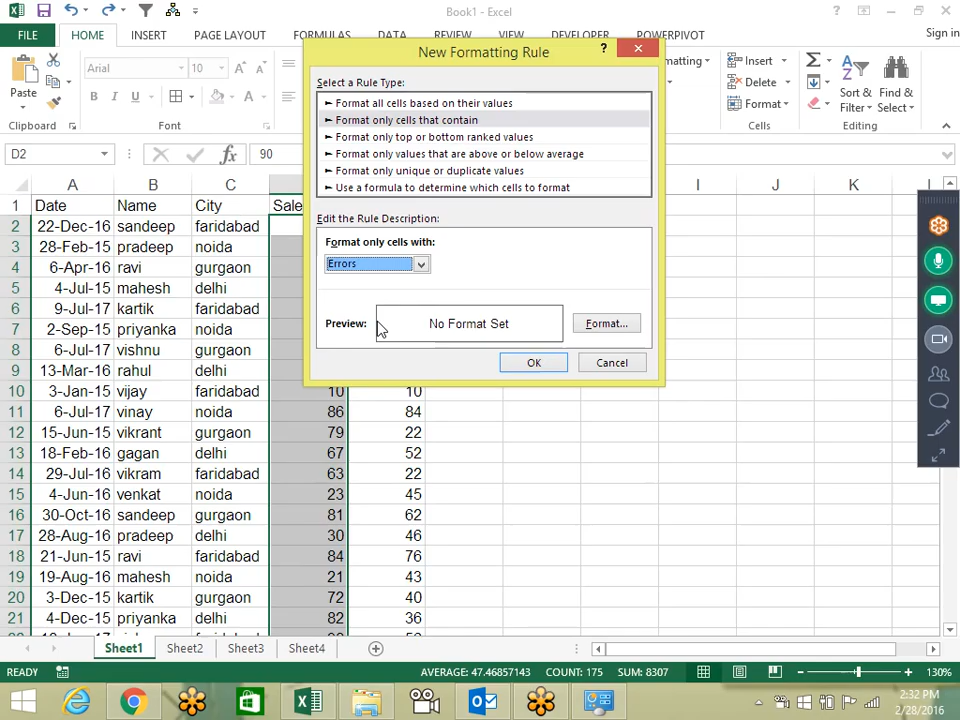 Book1 - Excel
Sign in
FILE HOME INSERT PAGE LAYOUT FORMULAS DATA REVIEW VIEW DEVELOPER POWERPIVOT
Paste
Arial 10
B I U
Insert
Delete
Format
Sort & Filter
Find & Select
Clipboard Font Cells Editing
D2 fx 90
New Formatting Rule
Select a Rule Type:
► Format all cells based on their values
► Format only cells that contain
► Format only top or bottom ranked values
► Format only values that are above or below average
► Format only unique or duplicate values
► Use a formula to determine which cells to format
Edit the Rule Description:
Format only cells with:
Errors
Preview: No Format Set Format...
OK Cancel
A B C I J K
1 Date Name City Sale
2 22-Dec-16 sandeep faridabad
3 28-Feb-15 pradeep noida
4 6-Apr-16 ravi gurgaon
5 4-Jul-15 mahesh delhi
6 9-Jul-17 kartik faridabad
7 2-Sep-15 priyanka noida
8 6-Jul-17 vishnu gurgaon
9 13-Mar-16 rahul delhi
10 3-Jan-15 vijay faridabad 10 10
11 6-Jul-17 vinay noida 86 84
12 15-Jun-15 vikrant gurgaon 79 22
13 18-Feb-16 gagan delhi 67 52
14 29-Jul-16 vikram faridabad 63 22
15 4-Jun-16 venkat noida 23 45
16 30-Oct-16 sandeep gurgaon 81 62
17 28-Aug-16 pradeep delhi 30 46
18 21-Jun-15 ravi faridabad 84 76
19 19-Aug-16 mahesh noida 21 43
20 3-Dec-15 kartik gurgaon 72 40
21 4-Dec-15 priyanka delhi 82 36
Sheet1 Sheet2 Sheet3 Sheet4
READY AVERAGE: 47.46857143 COUNT: 175 SUM: 8307 130%
2:32 PM
2/28/2016